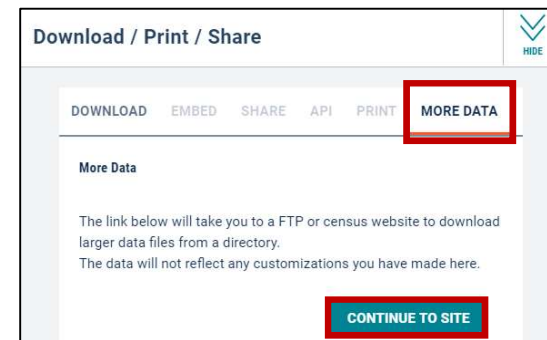 Download / Print / Share
HIDE
DOWNLOAD EMBED SHARE API PRINT MORE DATA
More Data
The link below will take you to a FTP or census website to download
larger data files from a directory.
The data will not reflect any customizations you have made here.
CONTINUE TO SITE